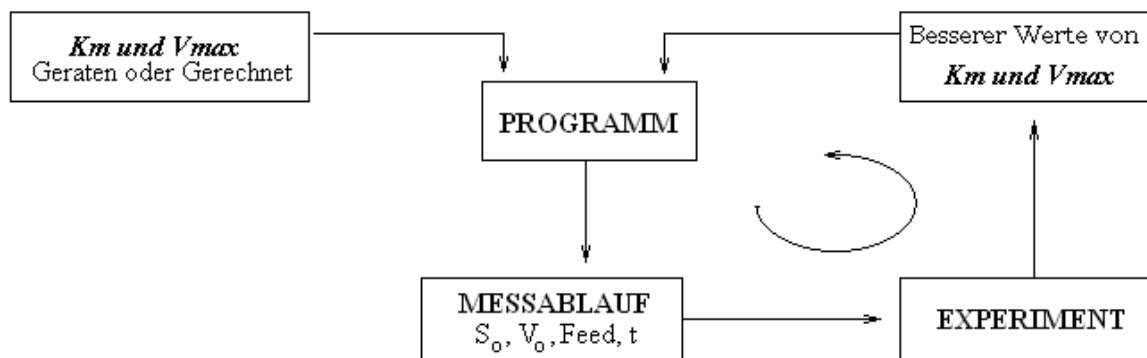 Km und Vmax
Geraten oder Gerechnet
Besserer Werte von
Km und Vmax
PROGRAMM
MESSABLAUF
So, Vo, Feed, t
EXPERIMENT